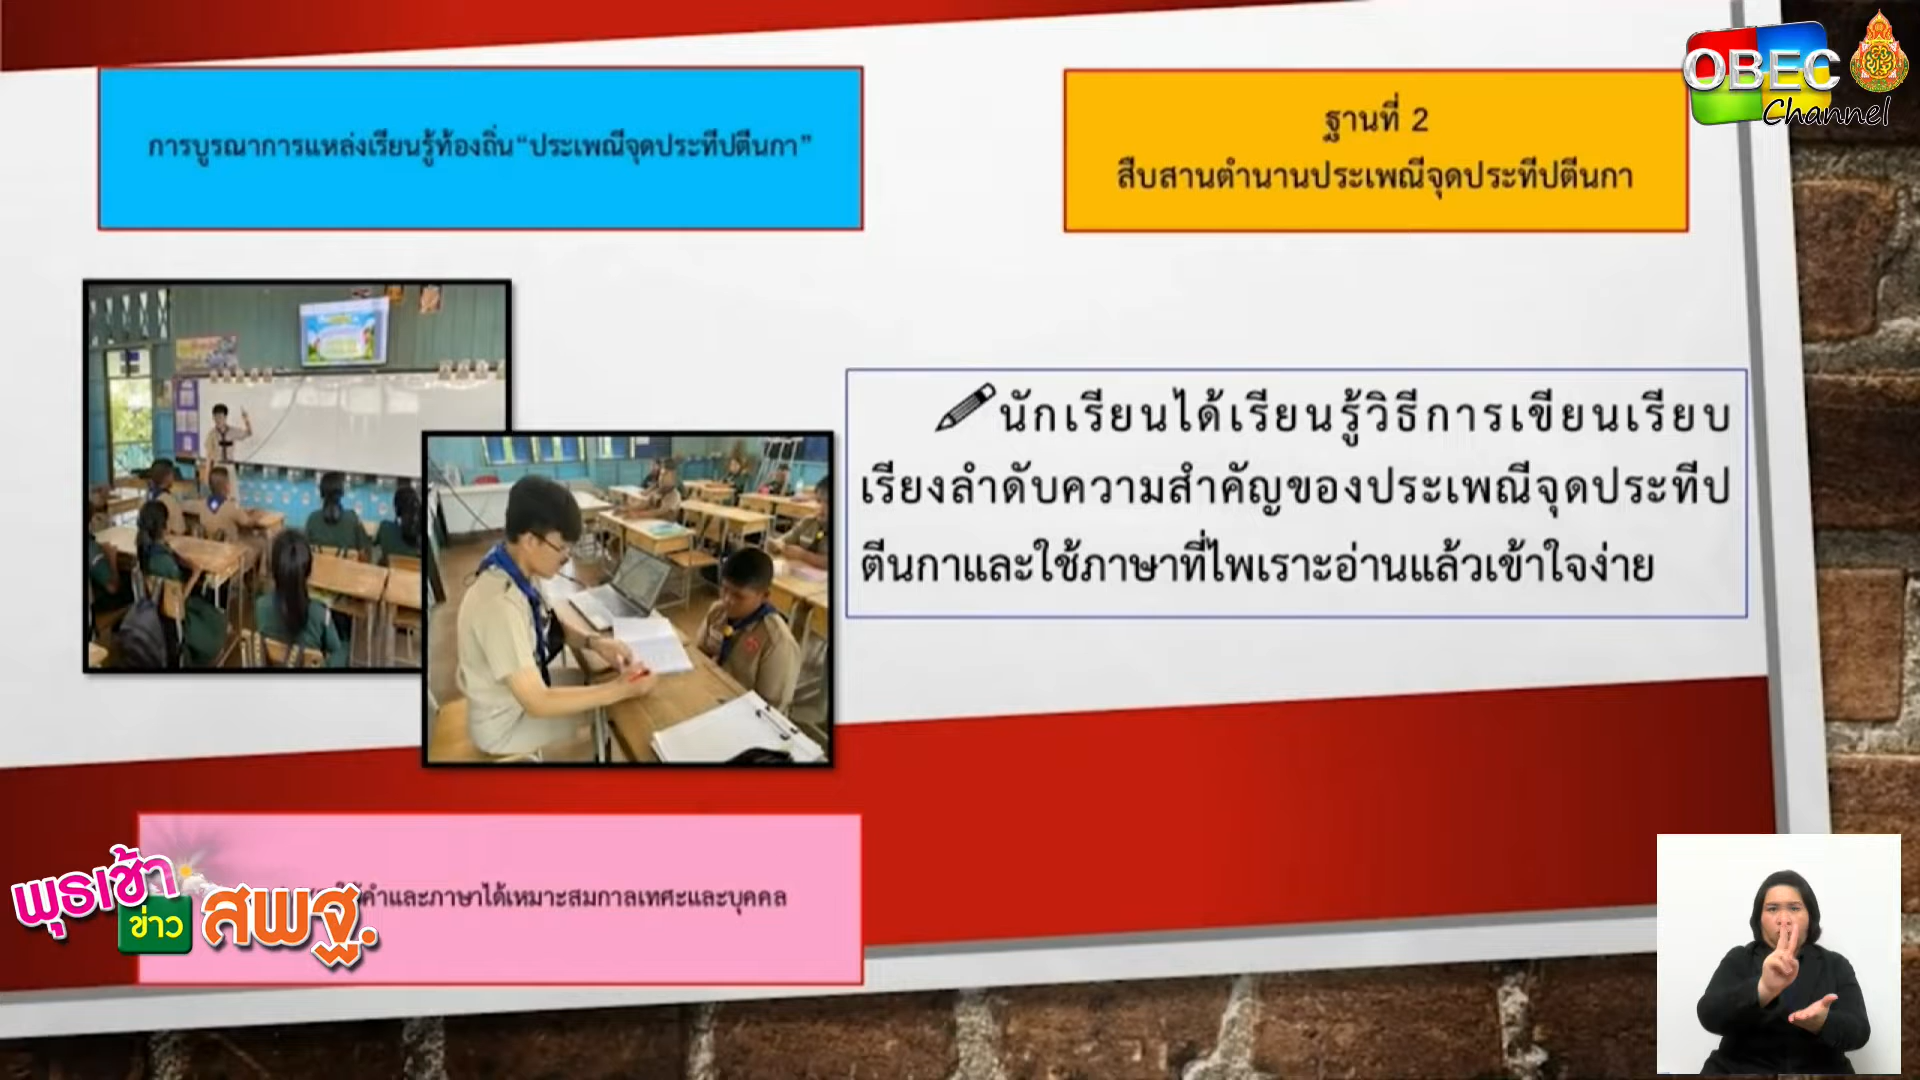 การบูรณาการแหล่งเรียนรู้ท้องถิ่น“ประเพณีจุดประทีปตีนกา”
ฐานที่ 2
สืบสานตำนานประเพณีจุดประทีปตีนกา
OBEC
Channel
นักเรียนได้เรียนรู้วิธีการเขียนเรียบ
เรียงลำดับความสำคัญของประเพณีจุดประทีป
ตีนกาและใช้ภาษาที่ไพเราะอ่านแล้วเข้าใจง่าย
คำและภาษาได้เหมาะสมกาลเทศะและบุคคล
พุธเช้า
ข่าว
สพฐ.